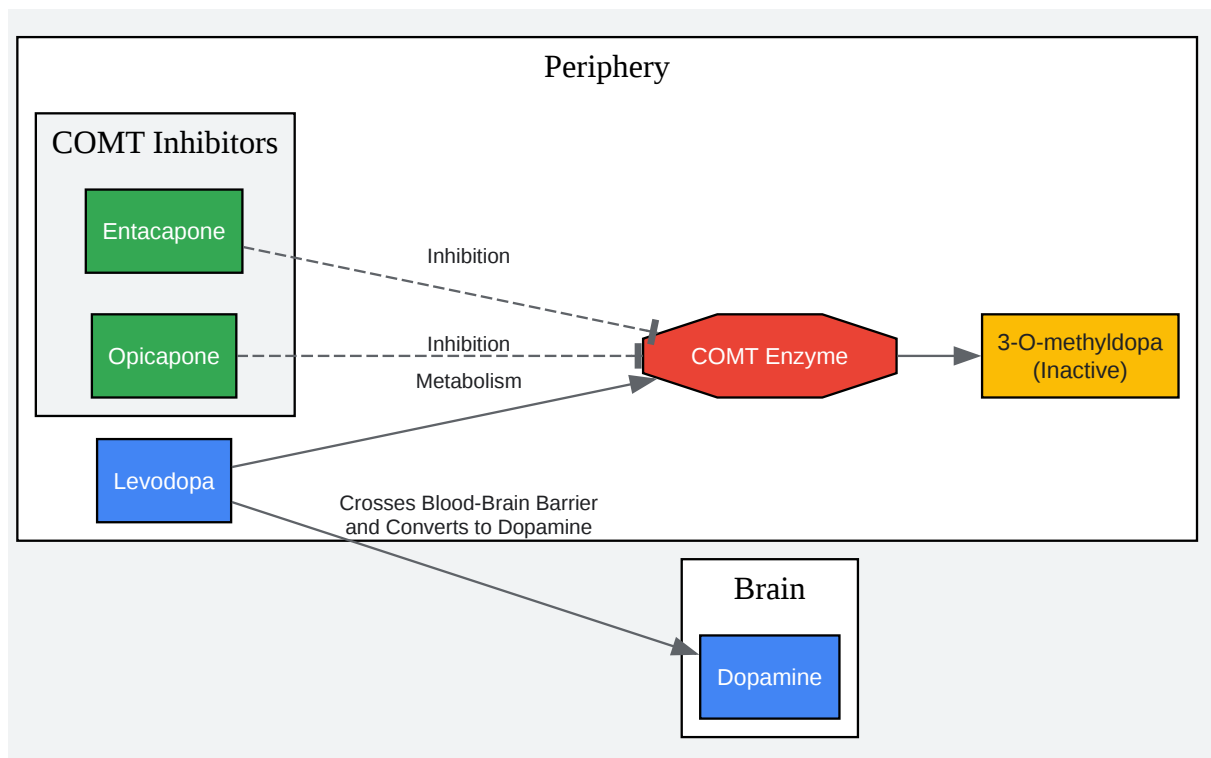 Periphery
COMT Inhibitors
Entacapone
Inhibition
Opicapone
Inhibition
COMT Enzyme
3-O-methyldopa
(Inactive)
Metabolism
Levodopa
Crosses Blood-Brain Barrier
and Converts to Dopamine
Brain
Dopamine